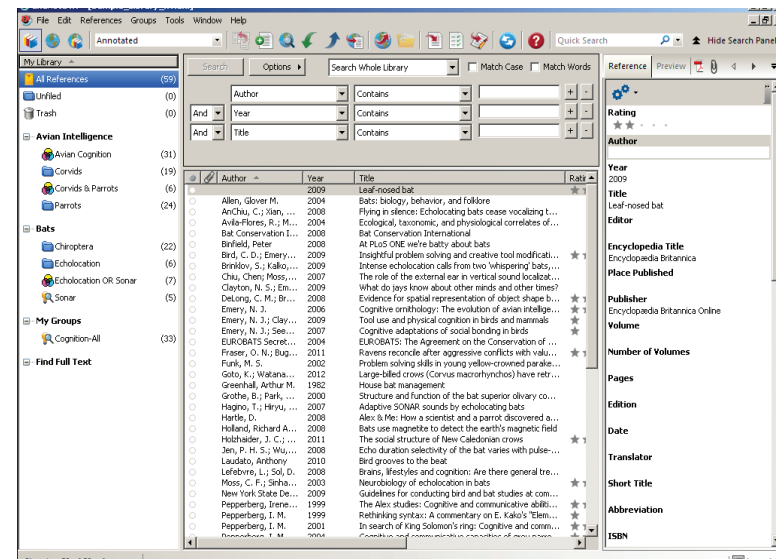 File Edit References Groups Tools Window Help
Annotated
Quick Search
Hide Search Panel
My Library
All References (59)
Unfiled (0)
Trash (0)
Avian Intelligence
Avian Cognition (31)
Corvids (19)
Corvids & Parrots (6)
Parrots (24)
Bats
Chiroptera (22)
Echolocation (6)
Echolocation OR Sonar (7)
Sonar (5)
My Groups
Cognition-All (33)
Find Full Text
Search Options Search Whole Library Match Case Match Words
Author Contains + -
And Year Contains + -
And Title Contains + -
Author Year Title
2009 Leaf-nosed bat
Allen, Glover M. 2004 Bats: biology, behavior, and folklore
AnChiu, C.; Xian, ... 2008 Flying in silence: Echolocating bats cease vocalizing t...
Avila-Flores, R.; M... 2004 Ecological, taxonomic, and physiological correlates of...
Bat Conservation I... 2008 Bat Conservation International
Binfield, Peter 2008 At PLoS ONE we're batty about bats
Bird, C. D.; Emery... 2009 Insightful problem solving and creative tool modificati...
Brinklov, S.; Kalko,... 2009 Intense echolocation calls from two 'whispering' bats,...
Chiu, Chen; Moss,... 2007 The role of the external ear in vertical sound localizat...
Clayton, N. S.; Em... 2009 What do jays know about other minds and other times?
DeLong, C. M.; Br... 2008 Evidence for spatial representation of object shape b...
Emery, N. J. 2006 Cognitive ornithology: The evolution of avian intellige...
Emery, N. J.; Clay... 2009 Tool use and physical cognition in birds and mammals
Emery, N. J.; See... 2007 Cognitive adaptations of social bonding in birds
EUROBATS Secret... 2004 EUROBATS: The Agreement on the Conservation of ...
Fraser, O. N.; Bug... 2011 Ravens reconcile after aggressive conflicts with valu...
Funk, M. S. 2002 Problem solving skills in young yellow-crowned parake...
Goto, K.; Watana... 2012 Large-billed crows (Corvus macrorhynchos) have retr...
Greenhall, Arthur M. 1982 House bat management
Grothe, B.; Park, ... 2000 Structure and function of the bat superior olivary co...
Hagino, T.; Hiryu, ... 2007 Adaptive SONAR sounds by echolocating bats
Hartle, D. 2008 Alex & Me: How a scientist and a parrot discovered a...
Holland, Richard A... 2008 Bats use magnetite to detect the earth's magnetic field
Holzhaider, J. C.; ... 2011 The social structure of New Caledonian crows
Jen, P. H. S.; Wu,... 2008 Echo duration selectivity of the bat varies with pulse-...
Laudato, Anthony 2010 Bird grooves to the beat
Lefebvre, L.; Sol, D. 2008 Brains, lifestyles and cognition: Are there general tre...
Moss, C. F.; Sinha... 2003 Neurobiology of echolocation in bats
New York State De... 2009 Guidelines for conducting bird and bat studies at com...
Pepperberg, Irene... 1999 The Alex studies: Cognitive and communicative abiliti...
Pepperberg, I. M. 1999 Rethinking syntax: A commentary on E. Kako's "Elem...
Pepperberg, I. M. 2001 In search of King Solomon's ring: Cognitive and comm...
Reference Preview
Rating
Author
Year
2009
Title
Leaf-nosed bat
Editor
Encyclopedia Title
Encyclopædia Britannica
Place Published
Publisher
Encyclopædia Britannica Online
Volume
Number of Volumes
Pages
Edition
Date
Translator
Short Title
Abbreviation
ISBN